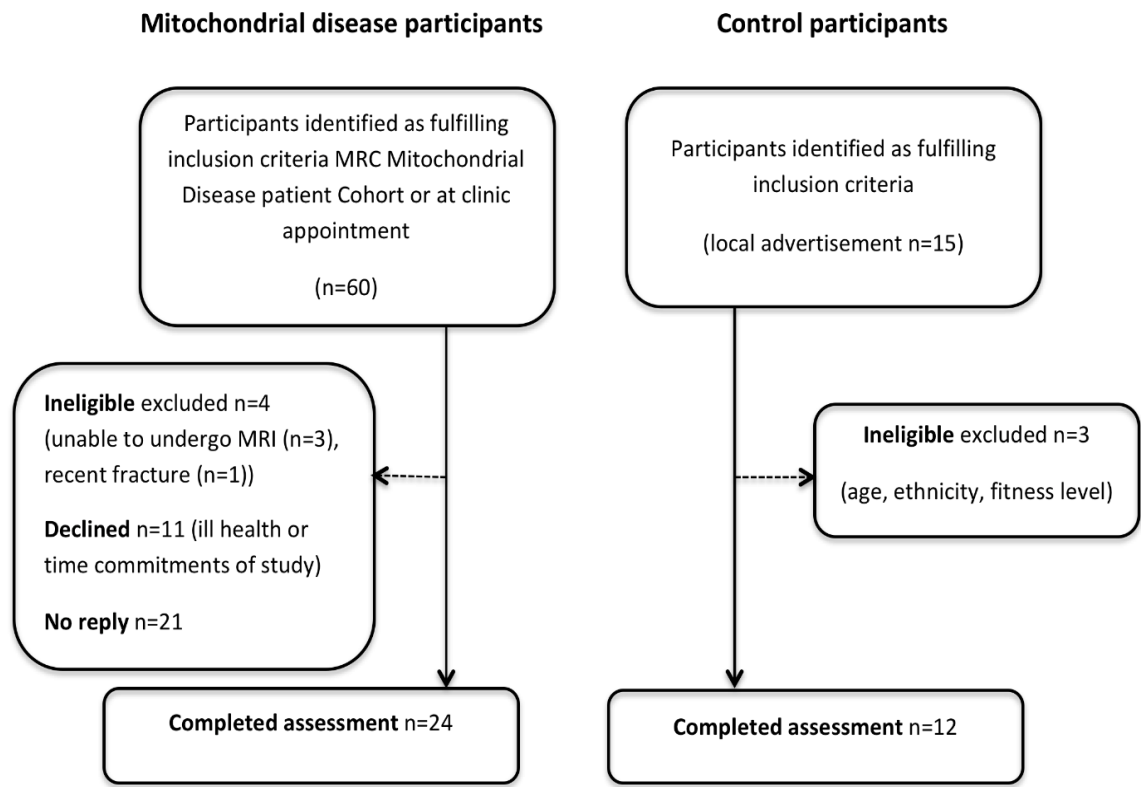 Mitochondrial disease participants
Control participants
Participants identified as fulfilling
inclusion criteria MRC Mitochondrial
Disease patient Cohort or at clinic
appointment
(n=60)
Participants identified as fulfilling
inclusion criteria
(local advertisement n=15)
Ineligible excluded n=4
(unable to undergo MRI (n=3),
recent fracture (n=1))
Declined n=11 (ill health or
time commitments of study)
No reply n=21
Ineligible excluded n=3
(age, ethnicity, fitness level)
Completed assessment n=24
Completed assessment n=12